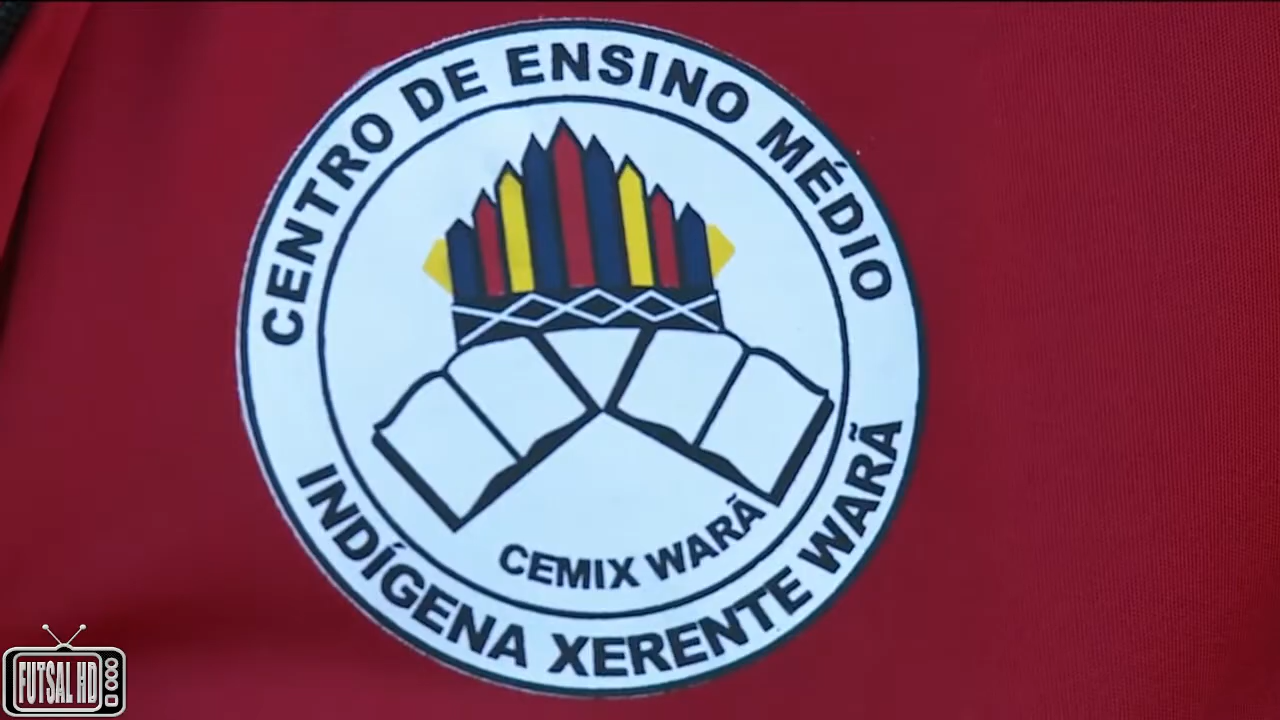 CENTRO DE ENSINO MÉDIO
CEMIX WARÃ
INDÍGENA XERENTE WARÃ
FUTSAL HD